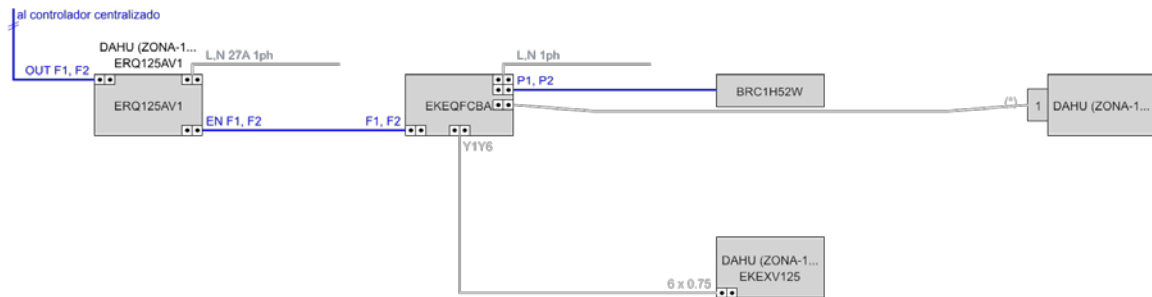 al controlador centralizado
DAHU (ZONA-1...
ERQ125AV1
L,N 27A 1ph
L,N 1ph
OUT F1, F2
P1, P2
BRC1H52W
ERQ125AV1
EKEQFCBA
(*)
1
DAHU (ZONA-1...
EN F1, F2
F1, F2
Y1Y6
DAHU (ZONA-1...
EKEXV125
6 x 0.75